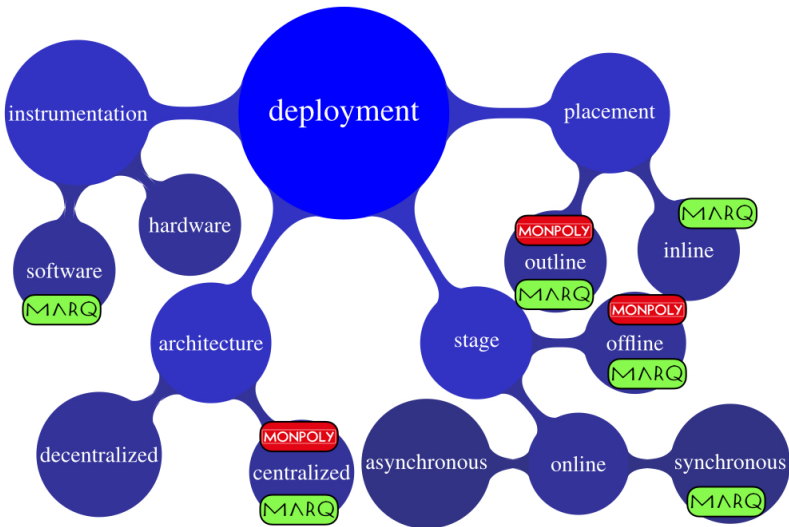 deployment
instrumentation
placement
hardware
MARQ
MONPOLY
outline
inline
software
MARQ
MARQ
MONPOLY
architecture
stage
offline
MARQ
MONPOLY
decentralized
centralized
asynchronous
online
synchronous
MARQ
MARQ